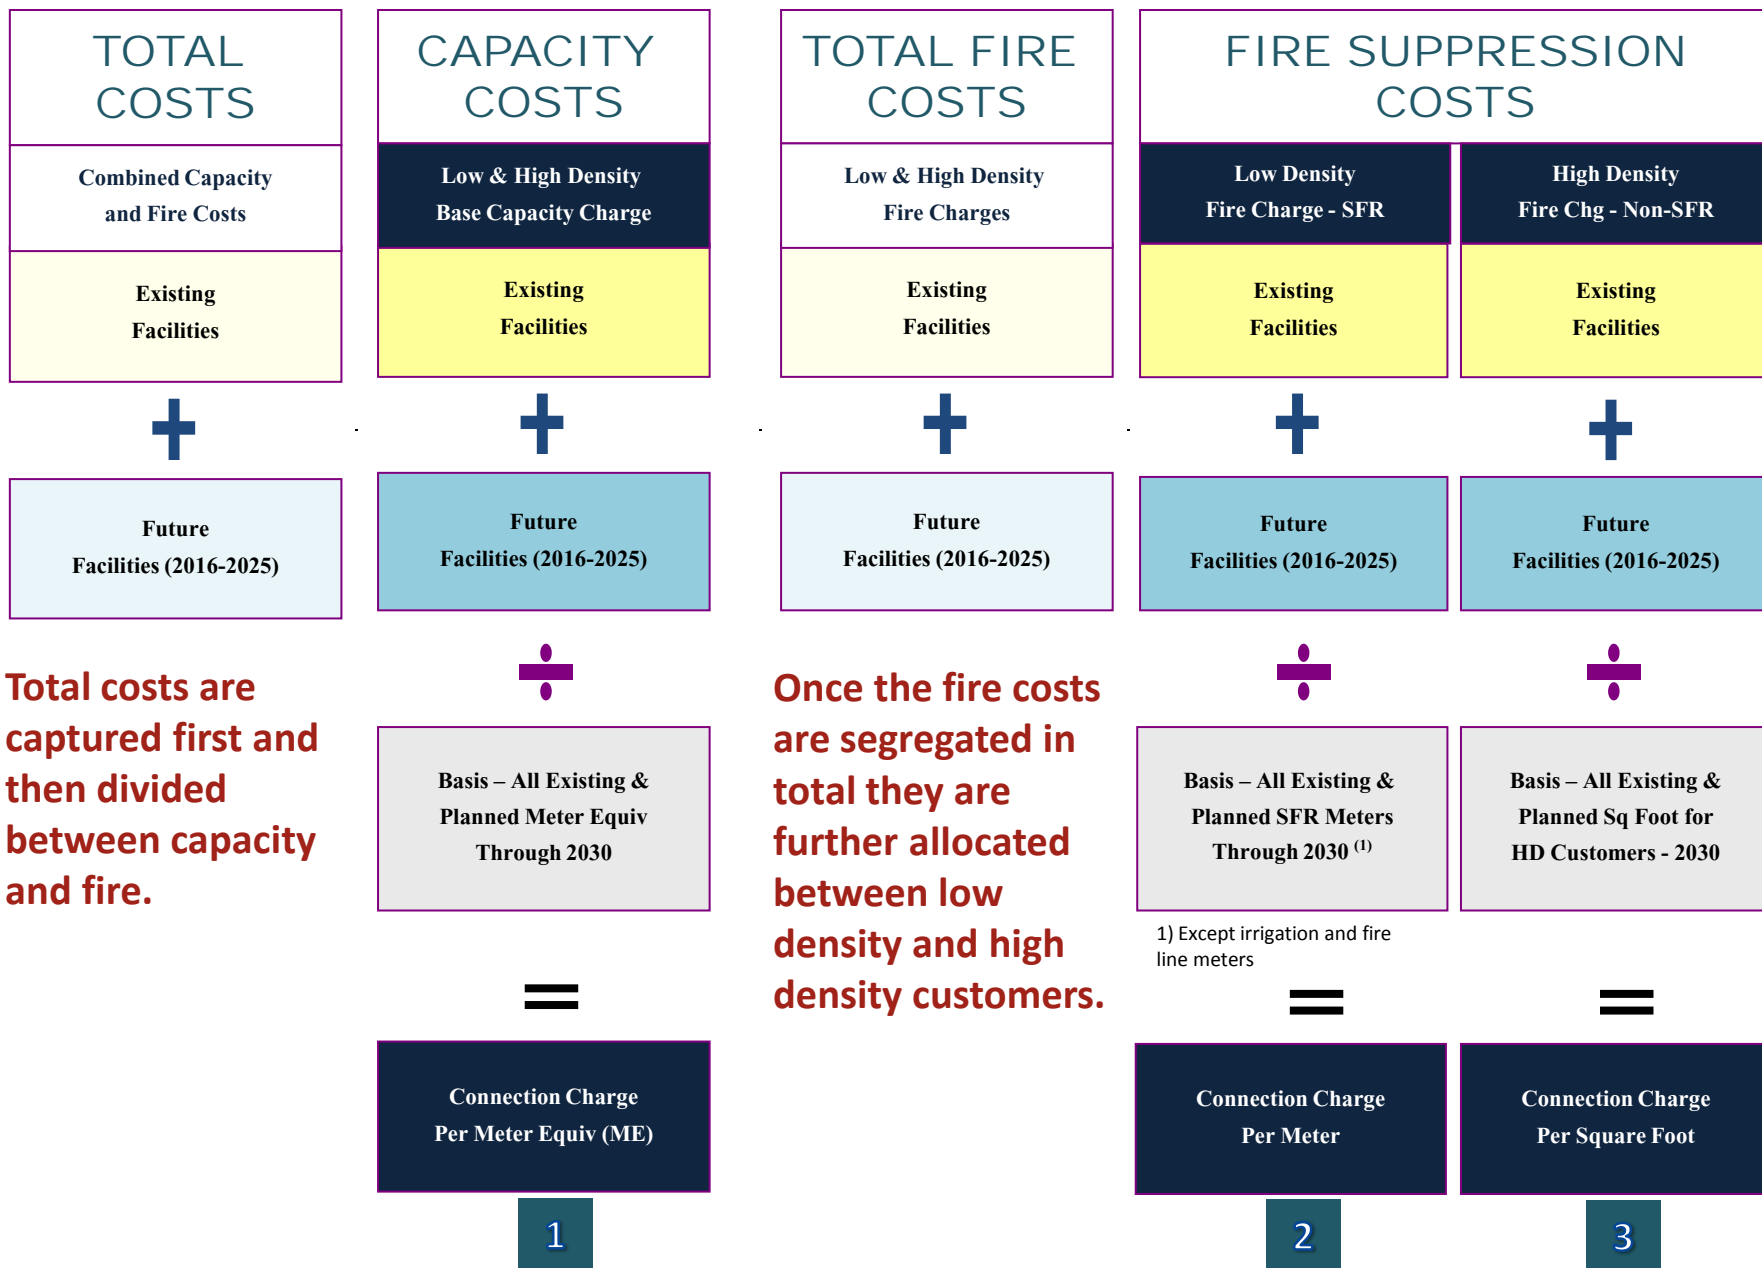 TOTAL
COSTS
Combined Capacity
and Fire Costs
Existing
Facilities
+
Future
Facilities (2016-2025)
Total costs are
captured first and
then divided
between capacity
and fire.
CAPACITY
COSTS
Low & High Density
Base Capacity Charge
Existing
Facilities
+
Future
Facilities (2016-2025)
÷
Basis – All Existing &
Planned Meter Equiv
Through 2030
=
Connection Charge
Per Meter Equiv (ME)
1
TOTAL FIRE
COSTS
Low & High Density
Fire Charges
Existing
Facilities
+
Future
Facilities (2016-2025)
Once the fire costs
are segregated in
total they are
further allocated
between low
density and high
density customers.
FIRE SUPPRESSION
COSTS
Low Density
Fire Charge - SFR
Existing
Facilities
+
Future
Facilities (2016-2025)
÷
Basis – All Existing &
Planned SFR Meters
Through 2030 (1)
1) Except irrigation and fire
line meters
=
Connection Charge
Per Meter
2
High Density
Fire Chg - Non-SFR
Existing
Facilities
+
Future
Facilities (2016-2025)
÷
Basis – All Existing &
Planned Sq Foot for
HD Customers - 2030
=
Connection Charge
Per Square Foot
3